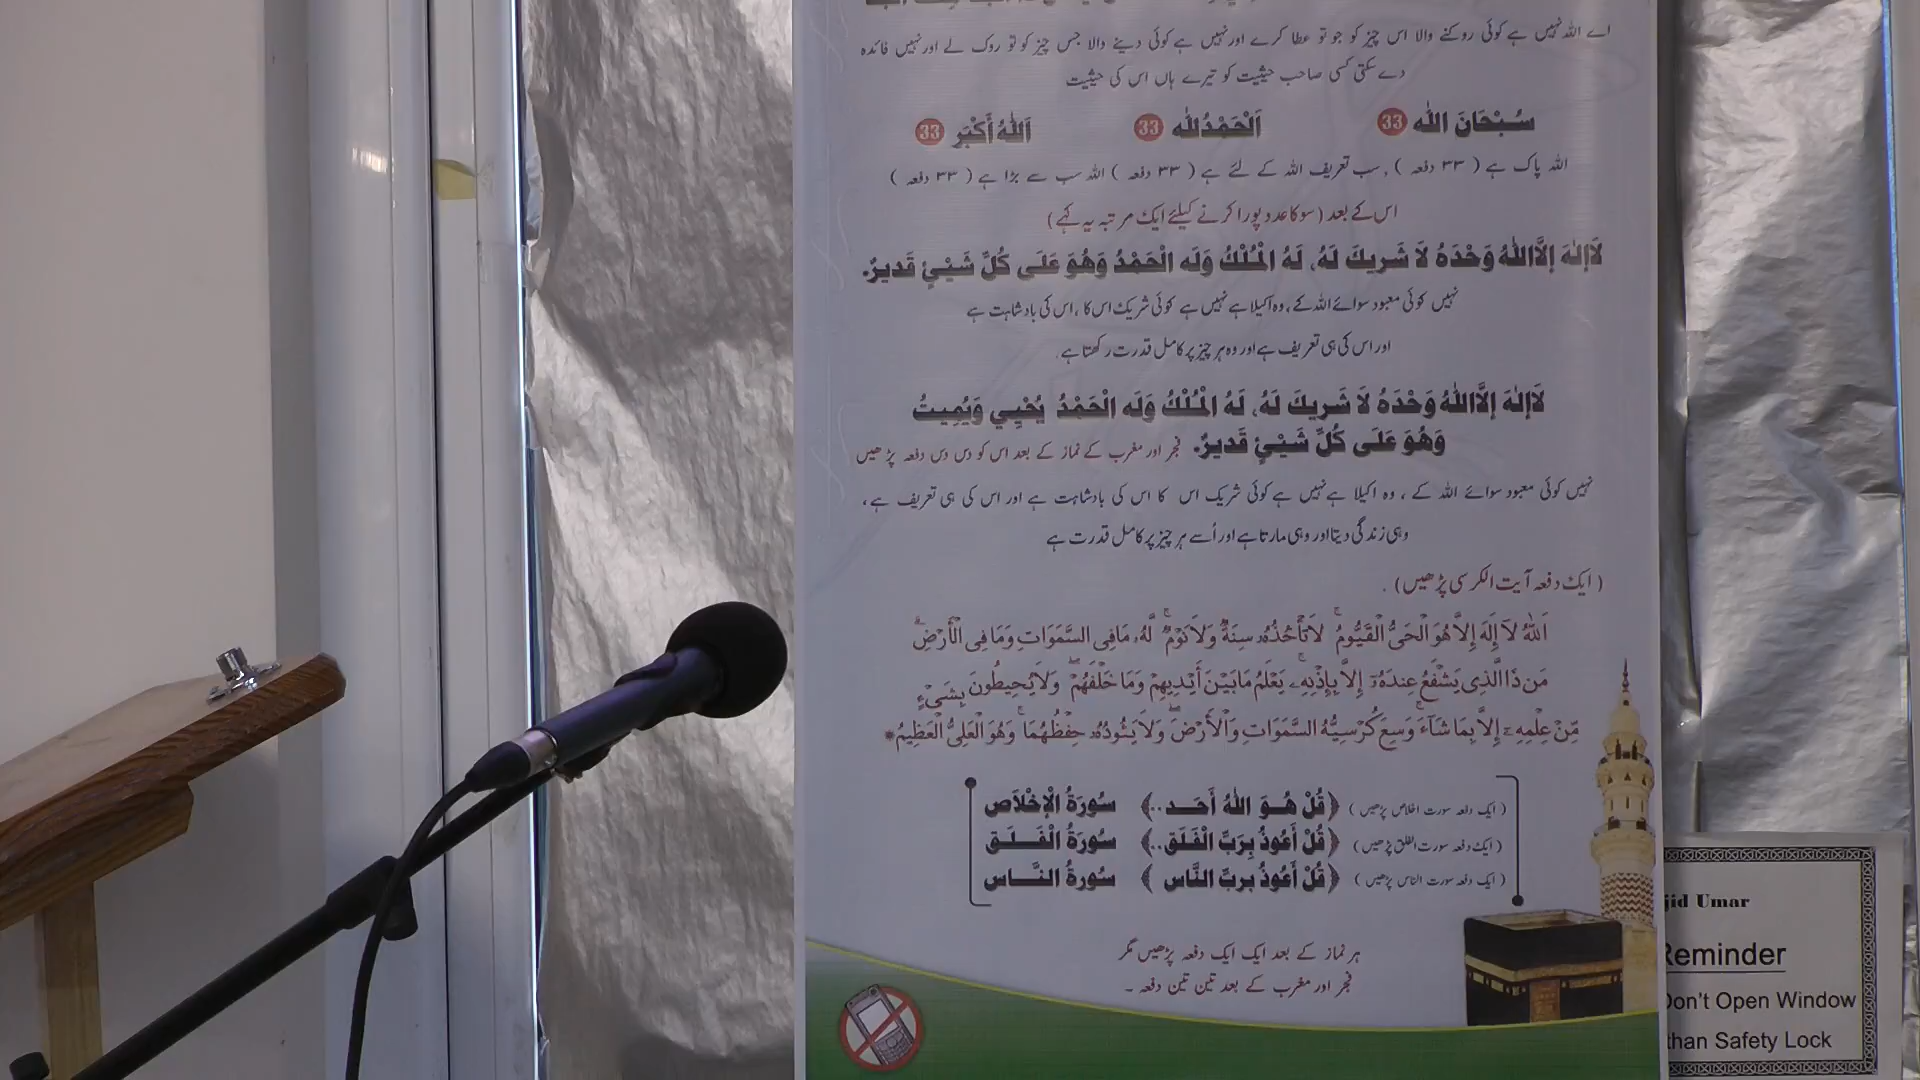 اے اللہ نہیں ہے کوئی روکنے والا اس چیز کو جو تو عطا کرے اور نہیں ہے کوئی دینے والا جس چیز کو تو روک لے اور نہیں فائدہ
دے سکتی کسی صاحب حیثیت کو تیرے ہاں اس کی حیثیت
سُبْحَانَ اللّٰه 33 اَلْحَمْدُلِلّٰه 33 اَللّٰهُ أَكْبَر 33
اللہ پاک ہے ( ۳۳ دفعہ ) , سب تعریف اللہ کے لئے ہے ( ۳۳ دفعہ ) اللہ سب سے بڑا ہے ( ۳۳ دفعہ )
اس کے بعد ( سو کا عدد پورا کرنے کیلئے ایک مرتبہ یہ کہے )
لَاإِلٰهَ إِلَّااللّٰهُ وَحْدَهُ لَا شَرِيكَ لَهُ، لَهُ الْمُلْكُ وَلَه الْحَمْدُ وَهُوَ عَلَى كُلِّ شَيْئٍ قَدِيرٌ.
نہیں کوئی معبود سوائے اللہ کے ، وہ اکیلا ہے نہیں ہے کوئی شریک اس کا ، اس کی بادشاہت ہے
اور اس کی ہی تعریف ہے اور وہ ہر چیز پر کامل قدرت رکھتا ہے
لَاإِلٰهَ إِلَّااللّٰهُ وَحْدَهُ لَا شَرِيكَ لَهُ، لَهُ الْمُلْكُ وَلَه الْحَمْدُ يُحْيِي وَيُمِيتُ
وَهُوَ عَلَى كُلِّ شَيْئٍ قَدِيرٌ. فجر اور مغرب کے نماز کے بعد اس کو دس دس دفعہ پڑھیں
نہیں کوئی معبود سوائے اللہ کے ، وہ اکیلا ہے نہیں ہے کوئی شریک اس کا اس کی بادشاہت ہے اور اس کی ہی تعریف ہے ،
وہی زندگی دیتا اور وہی مارتا ہے اور اُسے ہر چیز پر کامل قدرت ہے
( ایک دفعہ آیت الکرسی پڑھیں ) .
اَللّٰهُ لَآ إِلَهَ إِلَّا هُوَ الْحَيُّ الْقَيُّومُ ۚ لَا تَأْخُذُهُۥ سِنَةٌ وَلَا نَوْمٌ ۚ لَّهُۥ مَا فِي السَّمَوَاتِ وَمَا فِي الْأَرْضِ ۗ
مَن ذَا الَّذِى يَشْفَعُ عِندَهُۥٓ إِلَّا بِإِذْنِهِۦ ۚ يَعْلَمُ مَا بَيْنَ أَيْدِيهِمْ وَمَا خَلْفَهُمْ ۖ وَلَا يُحِيطُونَ بِشَىْءٍ
مِّنْ عِلْمِهِۦٓ إِلَّا بِمَا شَآءَ ۚ وَسِعَ كُرْسِيُّهُ السَّمَوَاتِ وَالْأَرْضَ ۖ وَلَا يَئُودُهُۥ حِفْظُهُمَا ۚ وَهُوَ الْعَلِىُّ الْعَظِيمُ
( ایک دفعہ سورت اخلاص پڑھیں ) ﴿قُلْ هُوَ اللّٰهُ أَحَد ..﴾ سُورَةُ الْإِخْلَاص
( ایک دفعہ سورت الفلق پڑھیں ) ﴿قُلْ أَعُوذُ بِرَبِّ الْفَلَق ..﴾ سُورَةُ الْفَلَق
( ایک دفعہ سورت الناس پڑھیں ) ﴿قُلْ أَعُوذُ بِرَبِّ النَّاس ﴾ سُورَةُ النَّاس
ہر نماز کے بعد ایک ایک دفعہ پڑھیں مگر
فجر اور مغرب کے بعد تین تین دفعہ ۔
jid Umar
Reminder
Don't Open Window
than Safety Lock